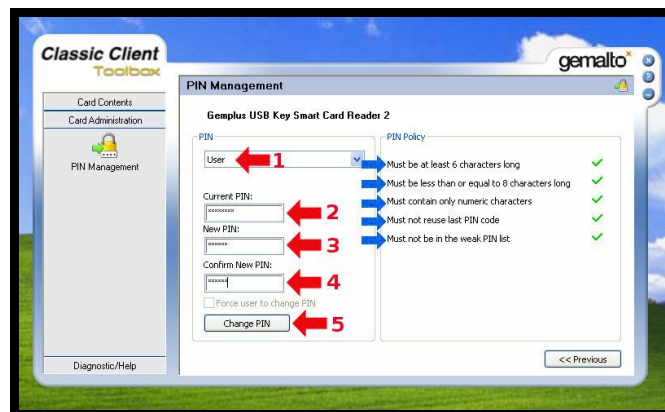 Classic Client
Toolbox
gemalto
PIN Management
Card Contents
Card Administration
PIN Management
Diagnostic/Help
Gemplus USB Key Smart Card Reader 2
PIN
User
1
Current PIN:
xxxxxxxx
2
New PIN:
xxxxxx
3
Confirm New PIN:
xxxxxx
4
Force user to change PIN
Change PIN
5
PIN Policy
Must be at least 6 characters long
Must be less than or equal to 8 characters long
Must contain only numeric characters
Must not reuse last PIN code
Must not be in the weak PIN list
<< Previous